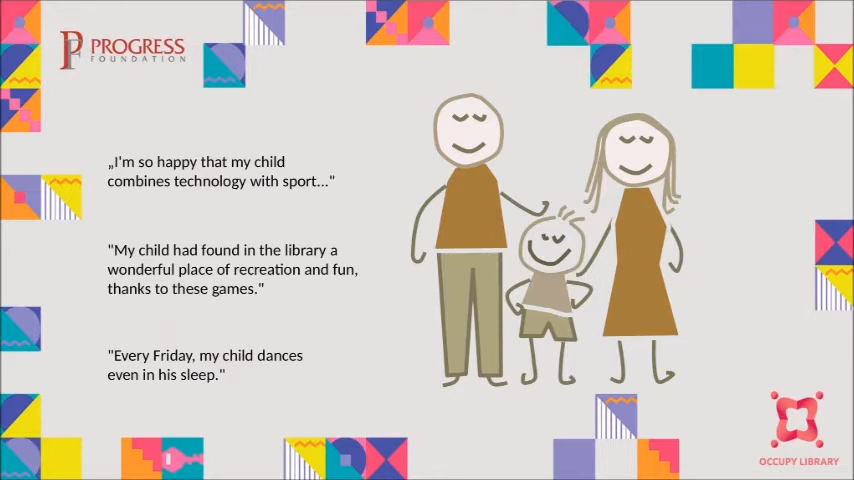 PROGRESS
FOUNDATION
„I'm so happy that my child
combines technology with sport..."
"My child had found in the library a
wonderful place of recreation and fun,
thanks to these games."
"Every Friday, my child dances
even in his sleep."
OCCUPY LIBRARY